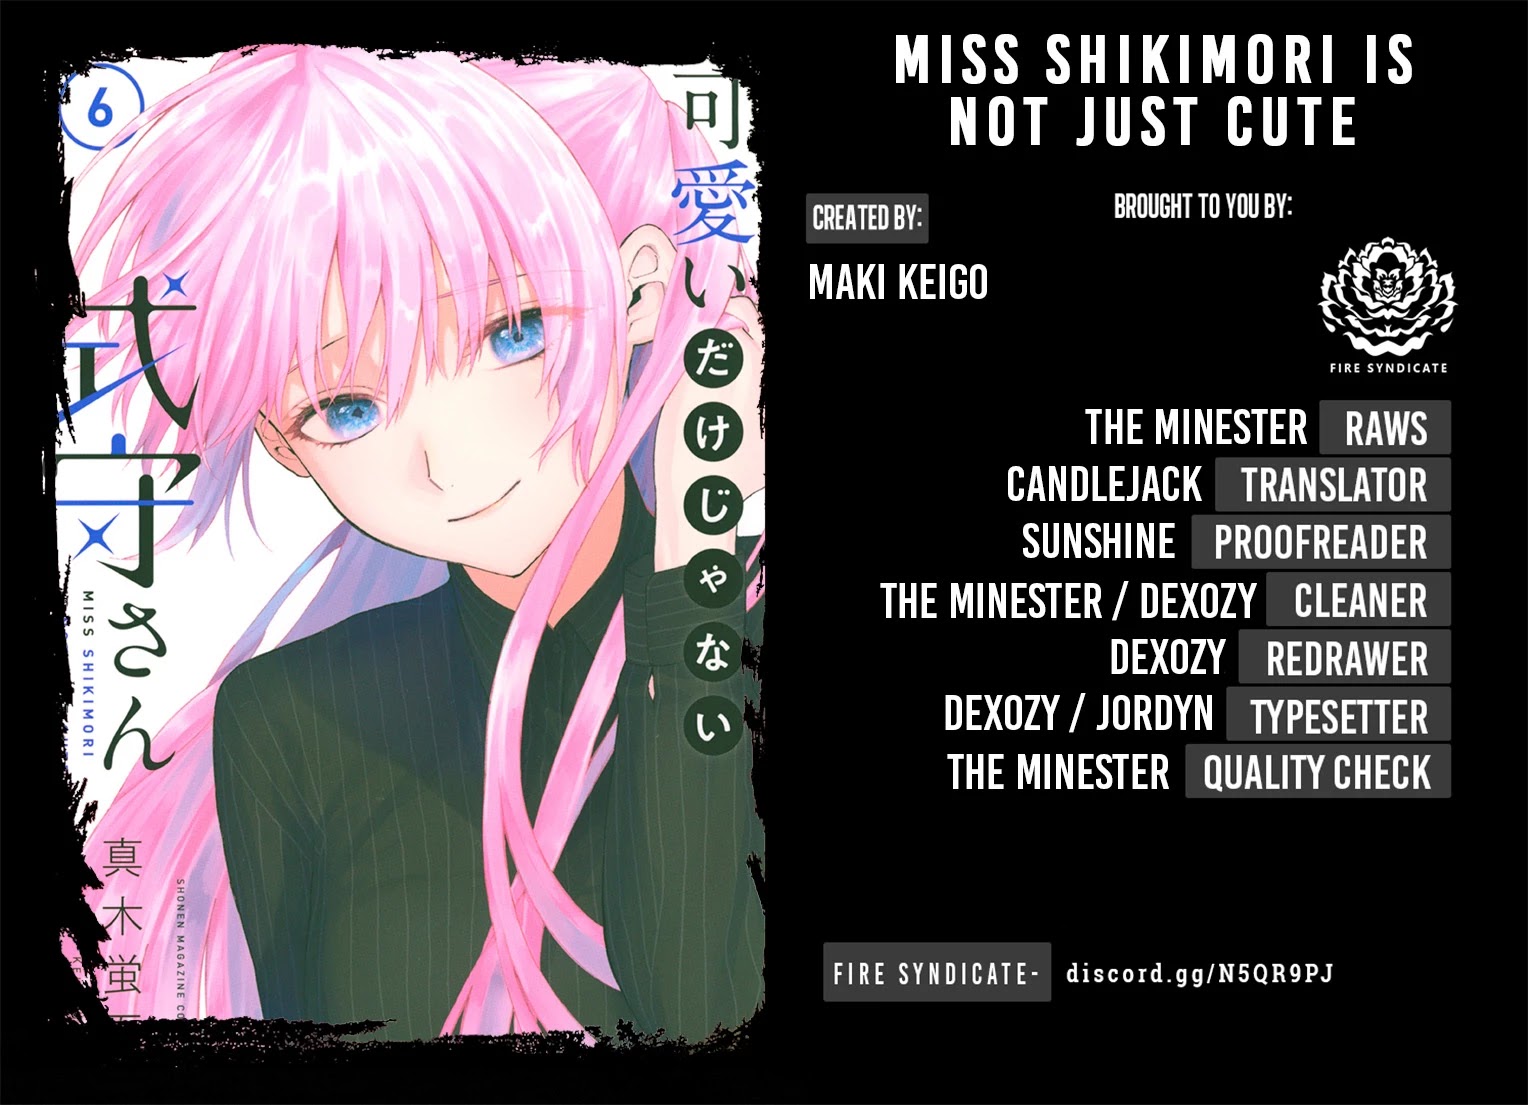 6
可愛いだけじゃない
式守さん
MISS SHIKIMORI
真木蛍五
SHONEN MAGAZINE CO
KE
MISS SHIKIMORI IS
NOT JUST CUTE
CREATED BY:
MAKI KEIGO
BROUGHT TO YOU BY:
FIRE SYNDICATE
THE MINESTER RAWS
CANDLEJACK TRANSLATOR
SUNSHINE PROOFREADER
THE MINESTER / DEXOZY CLEANER
DEXOZY REDRAWER
DEXOZY / JORDYN TYPESETTER
THE MINESTER QUALITY CHECK
FIRE SYNDICATE- discord.gg/N5QR9PJ